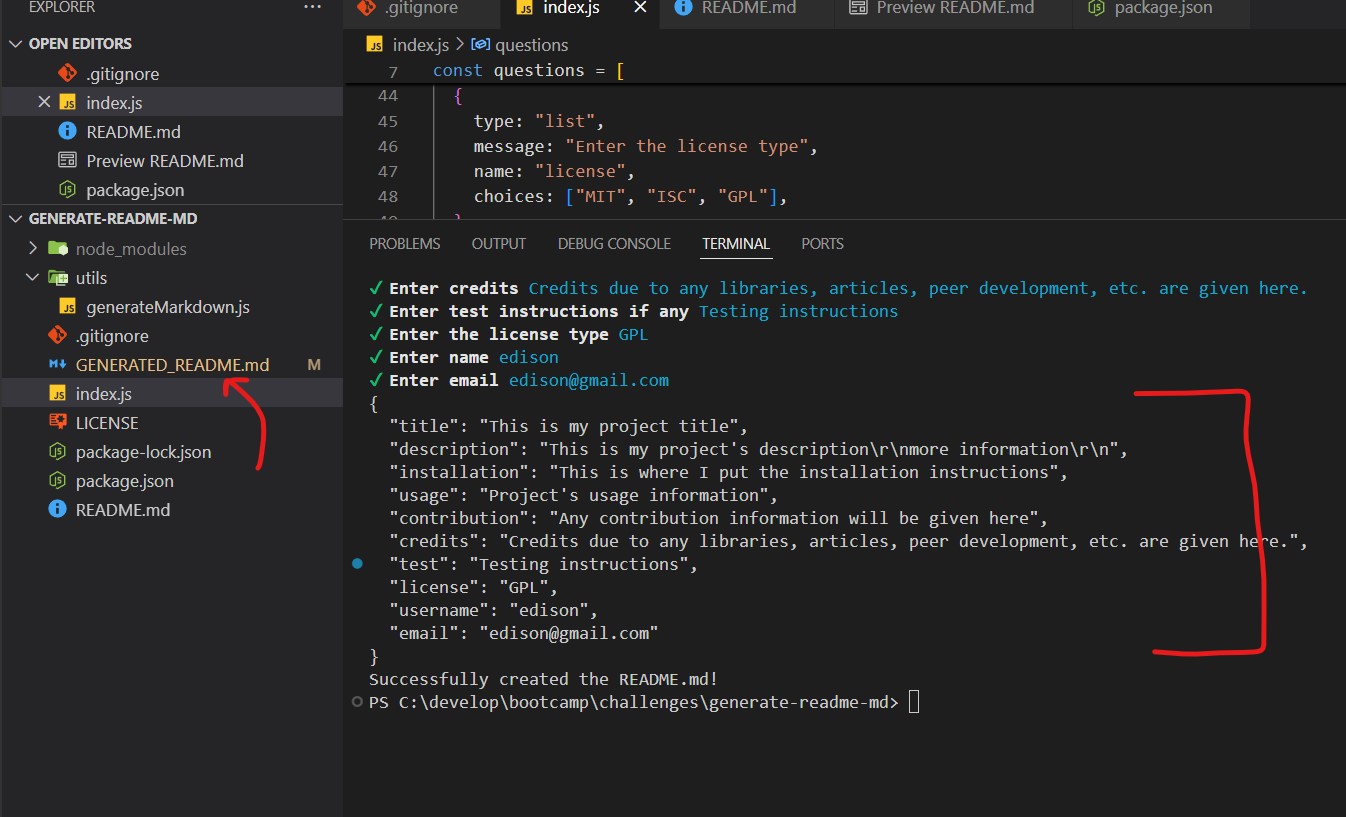 EXPLORER
OPEN EDITORS
.gitignore
index.js
README.md
Preview README.md
package.json
GENERATE-README-MD
node_modules
utils
generateMarkdown.js
.gitignore
GENERATED_README.md M
index.js
LICENSE
package-lock.json
package.json
README.md
.gitignore index.js README.md Preview README.md package.json
index.js > questions
7 const questions = [
44 {
45 type: "list",
46 message: "Enter the license type",
47 name: "license",
48 choices: ["MIT", "ISC", "GPL"],
PROBLEMS OUTPUT DEBUG CONSOLE TERMINAL PORTS
✓ Enter credits Credits due to any libraries, articles, peer development, etc. are given here.
✓ Enter test instructions if any Testing instructions
✓ Enter the license type GPL
✓ Enter name edison
✓ Enter email edison@gmail.com
{
"title": "This is my project title",
"description": "This is my project's description\r\nmore information\r\n",
"installation": "This is where I put the installation instructions",
"usage": "Project's usage information",
"contribution": "Any contribution information will be given here",
"credits": "Credits due to any libraries, articles, peer development, etc. are given here.",
"test": "Testing instructions",
"license": "GPL",
"username": "edison",
"email": "edison@gmail.com"
}
Successfully created the README.md!
PS C:\develop\bootcamp\challenges\generate-readme-md>